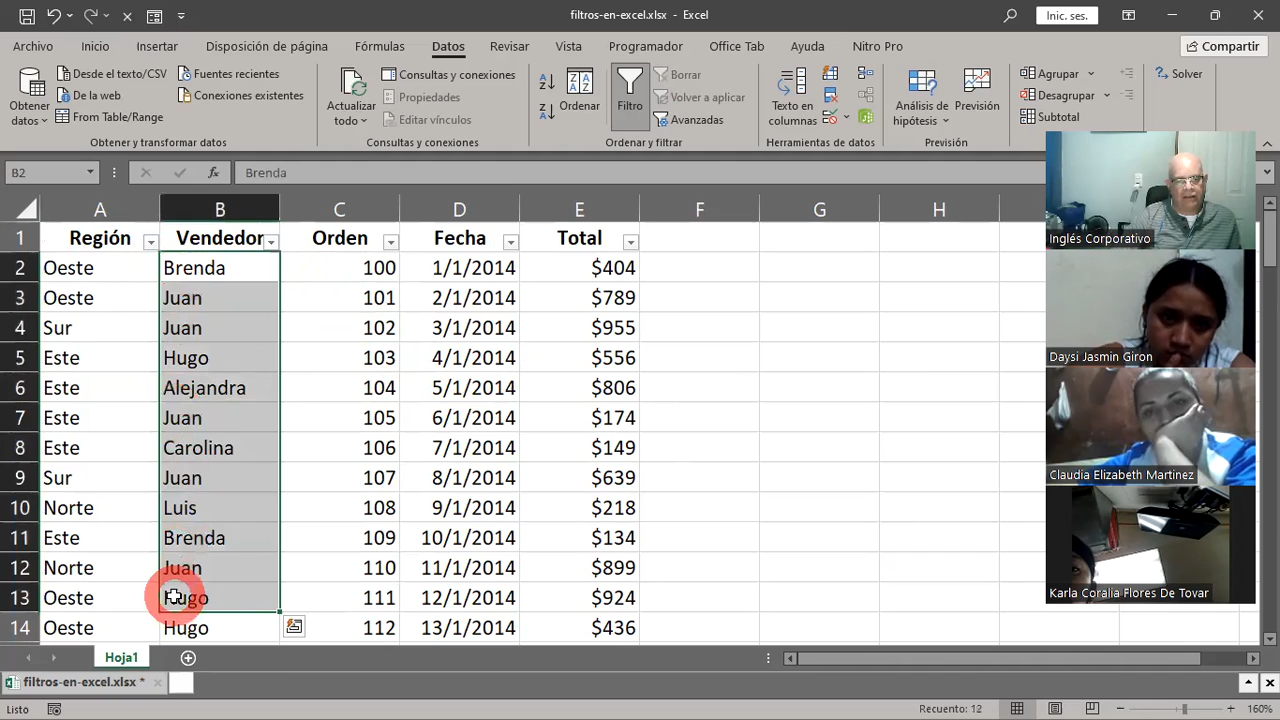 filtros-en-excel.xlsx - Excel
Inic. ses.
Archivo Inicio Insertar Disposición de página Fórmulas Datos Revisar Vista Programador Office Tab Ayuda Nitro Pro Compartir
Obtener datos
Desde el texto/CSV
De la web
From Table/Range
Fuentes recientes
Conexiones existentes
Obtener y transformar datos
Actualizar todo
Consultas y conexiones
Propiedades
Editar vínculos
Consultas y conexiones
Ordenar
Filtro
Borrar
Volver a aplicar
Avanzadas
Ordenar y filtrar
Texto en columnas
Herramientas de datos
Análisis de hipótesis
Previsión
Previsión
Agrupar
Desagrupar
Subtotal
Solver
B2 fx Brenda
A B C D E F G H
1 Región Vendedor Orden Fecha Total
2 Oeste Brenda 100 1/1/2014 $404
3 Oeste Juan 101 2/1/2014 $789
4 Sur Juan 102 3/1/2014 $955
5 Este Hugo 103 4/1/2014 $556
6 Este Alejandra 104 5/1/2014 $806
7 Este Juan 105 6/1/2014 $174
8 Este Carolina 106 7/1/2014 $149
9 Sur Juan 107 8/1/2014 $639
10 Norte Luis 108 9/1/2014 $218
11 Este Brenda 109 10/1/2014 $134
12 Norte Juan 110 11/1/2014 $899
13 Oeste Hugo 111 12/1/2014 $924
14 Oeste Hugo 112 13/1/2014 $436
Inglés Corporativo
Daysi Jasmin Giron
Claudia Elizabeth Martinez
Karla Coralia Flores De Tovar
Hoja1
filtros-en-excel.xlsx *
Listo
Recuento: 12
160%